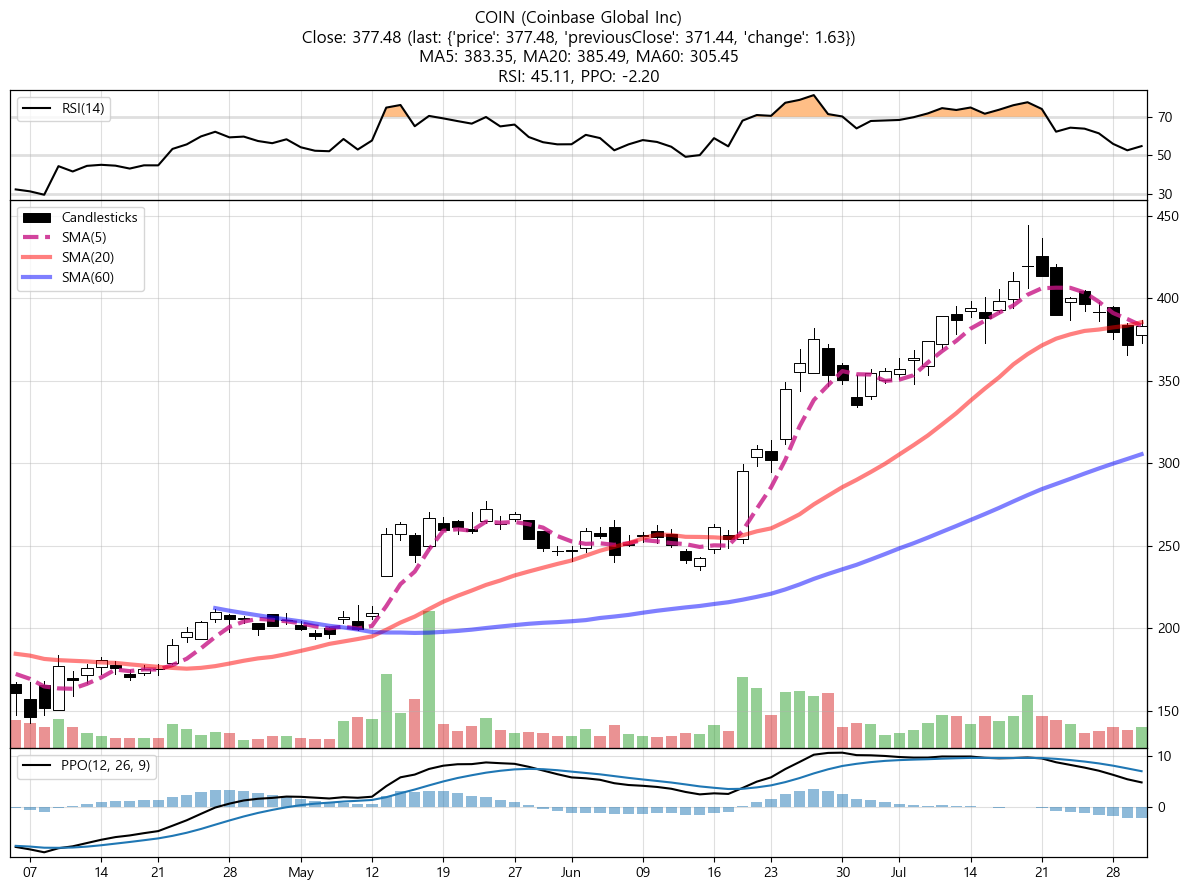 COIN (Coinbase Global Inc)
Close: 377.48 (last: {'price': 377.48, 'previousClose': 371.44, 'change': 1.63})
MA5: 383.35, MA20: 385.49, MA60: 305.45
RSI: 45.11, PPO: -2.20
RSI(14)
70
50
30
Candlesticks
SMA(5)
SMA(20)
SMA(60)
450
400
350
300
250
200
150
PPO(12, 26, 9)
10
0
07 14 21 28 May 12 19 27 Jun 09 16 23 30 Jul 14 21 28